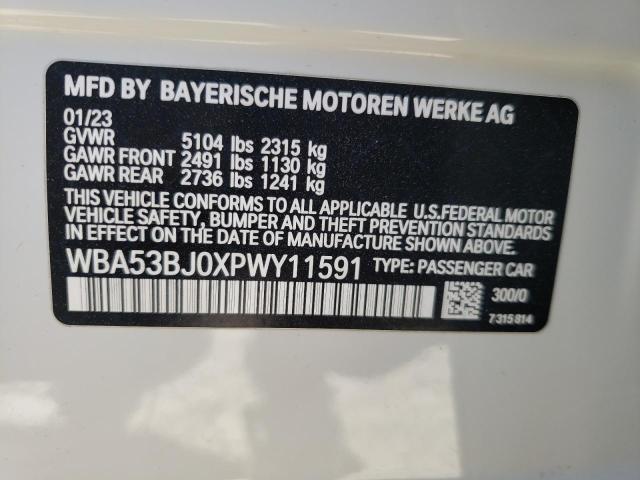 MFD BY BAYERISCHE MOTOREN WERKE AG
01/23
GVWR 5104 lbs 2315 kg
GAWR FRONT 2491 lbs 1130 kg
GAWR REAR 2736 lbs 1241 kg
THIS VEHICLE CONFORMS TO ALL APPLICABLE U.S.FEDERAL MOTOR
VEHICLE SAFETY, BUMPER AND THEFT PREVENTION STANDARDS
IN EFFECT ON THE DATE OF MANUFACTURE SHOWN ABOVE.
WBA53BJ0XPWY11591 TYPE: PASSENGER CAR
300/0
7315814